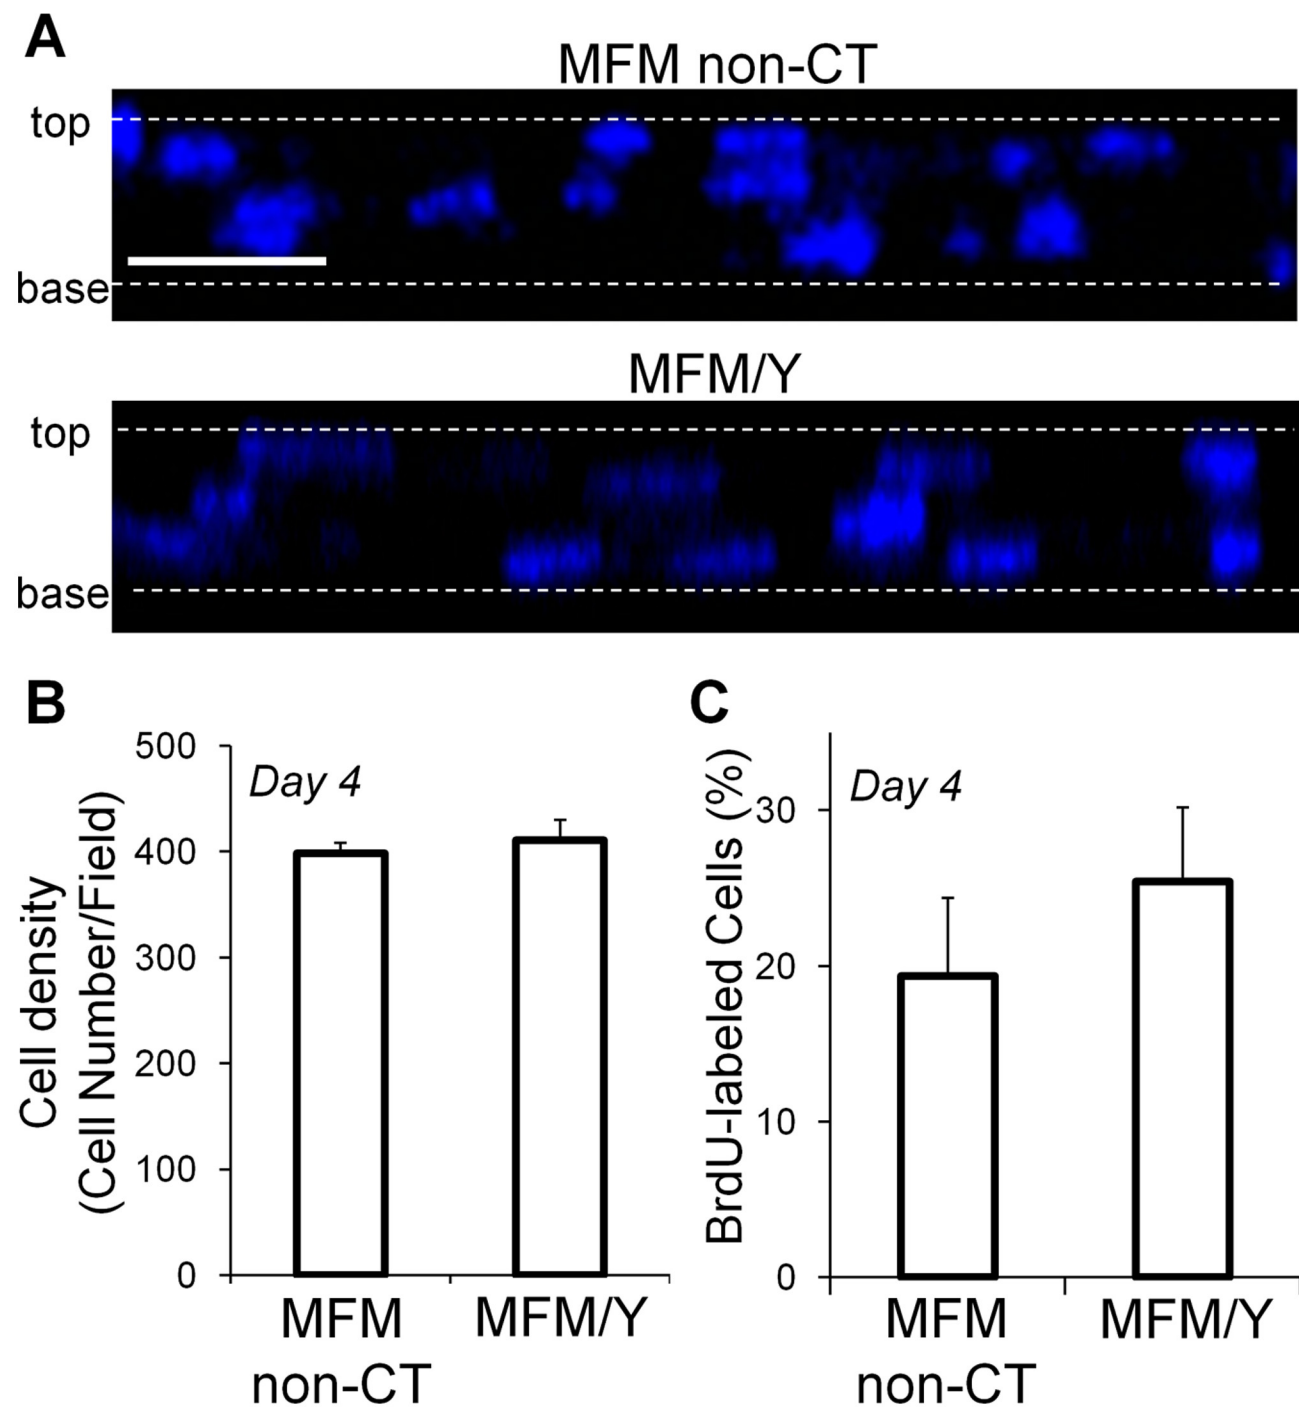 A
MFM non-CT
top
base
MFM/Y
top
base
B
C
500
400
300
200
100
0
Day 4
Cell density
(Cell Number/Field)
MFM
non-CT
MFM/Y
30
20
10
0
Day 4
BrdU-labeled Cells (%)
MFM
non-CT
MFM/Y